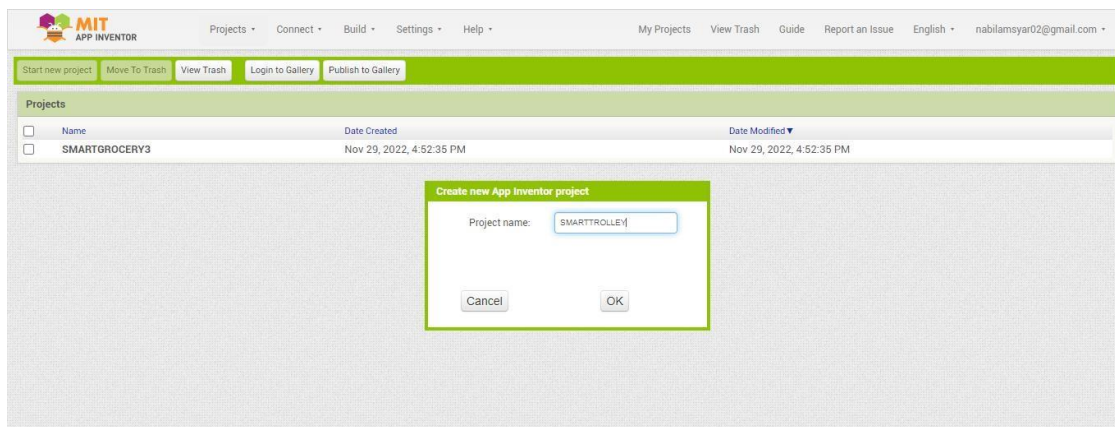 MIT
APP INVENTOR
Projects Connect Build Settings Help My Projects View Trash Guide Report an Issue English nabilamsyar02@gmail.com
Start new project Move To Trash View Trash Login to Gallery Publish to Gallery
Projects
Name Date Created Date Modified▼
SMARTGROCERY3 Nov 29, 2022, 4:52:35 PM Nov 29, 2022, 4:52:35 PM
Create new App Inventor project
Project name: SMARTTROLLEY
Cancel OK